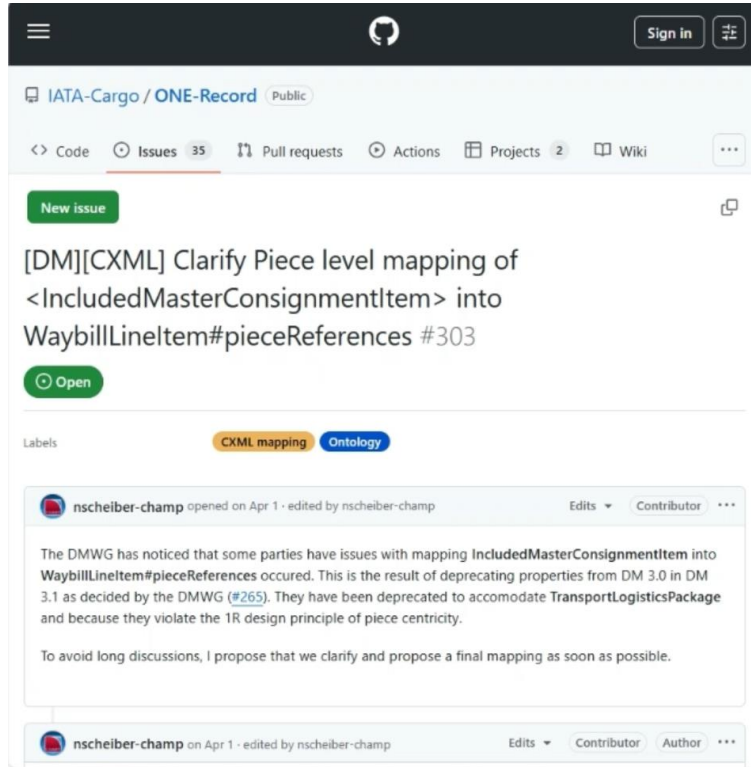 Sign in
IATA-Cargo / ONE-Record Public
Code Issues 35 Pull requests Actions Projects 2 Wiki ...
New issue
[DM][CXML] Clarify Piece level mapping of
<IncludedMasterConsignmentItem> into
WaybillLineItem#pieceReferences #303
Open
Labels CXML mapping Ontology
nscheiber-champ opened on Apr 1 · edited by nscheiber-champ Edits Contributor ...
The DMWG has noticed that some parties have issues with mapping IncludedMasterConsignmentItem into
WaybillLineItem#pieceReferences occured. This is the result of deprecating properties from DM 3.0 in DM
3.1 as decided by the DMWG (#265). They have been deprecated to accomodate TransportLogisticsPackage
and because they violate the 1R design principle of piece centricity.
To avoid long discussions, I propose that we clarify and propose a final mapping as soon as possible.
nscheiber-champ on Apr 1 · edited by nscheiber-champ Edits Contributor Author ...